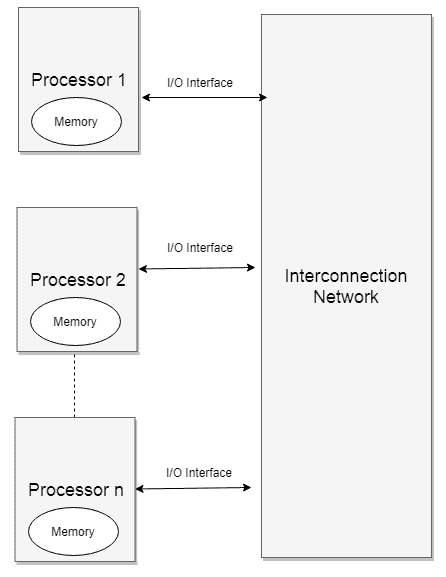 Processor 1
Memory
I/O Interface
Processor 2
Memory
I/O Interface
Interconnection
Network
Processor n
Memory
I/O Interface